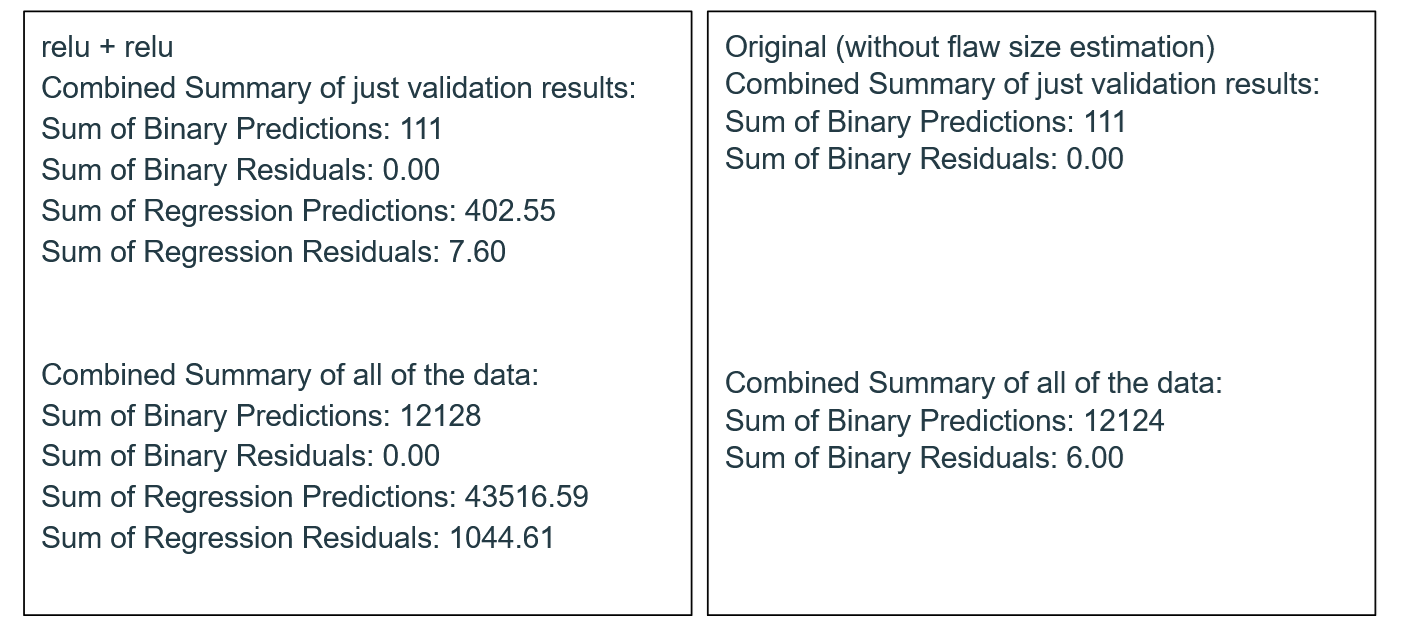 relu + relu
Combined Summary of just validation results:
Sum of Binary Predictions: 111
Sum of Binary Residuals: 0.00
Sum of Regression Predictions: 402.55
Sum of Regression Residuals: 7.60
Combined Summary of all of the data:
Sum of Binary Predictions: 12128
Sum of Binary Residuals: 0.00
Sum of Regression Predictions: 43516.59
Sum of Regression Residuals: 1044.61
Original (without flaw size estimation)
Combined Summary of just validation results:
Sum of Binary Predictions: 111
Sum of Binary Residuals: 0.00
Combined Summary of all of the data:
Sum of Binary Predictions: 12124
Sum of Binary Residuals: 6.00